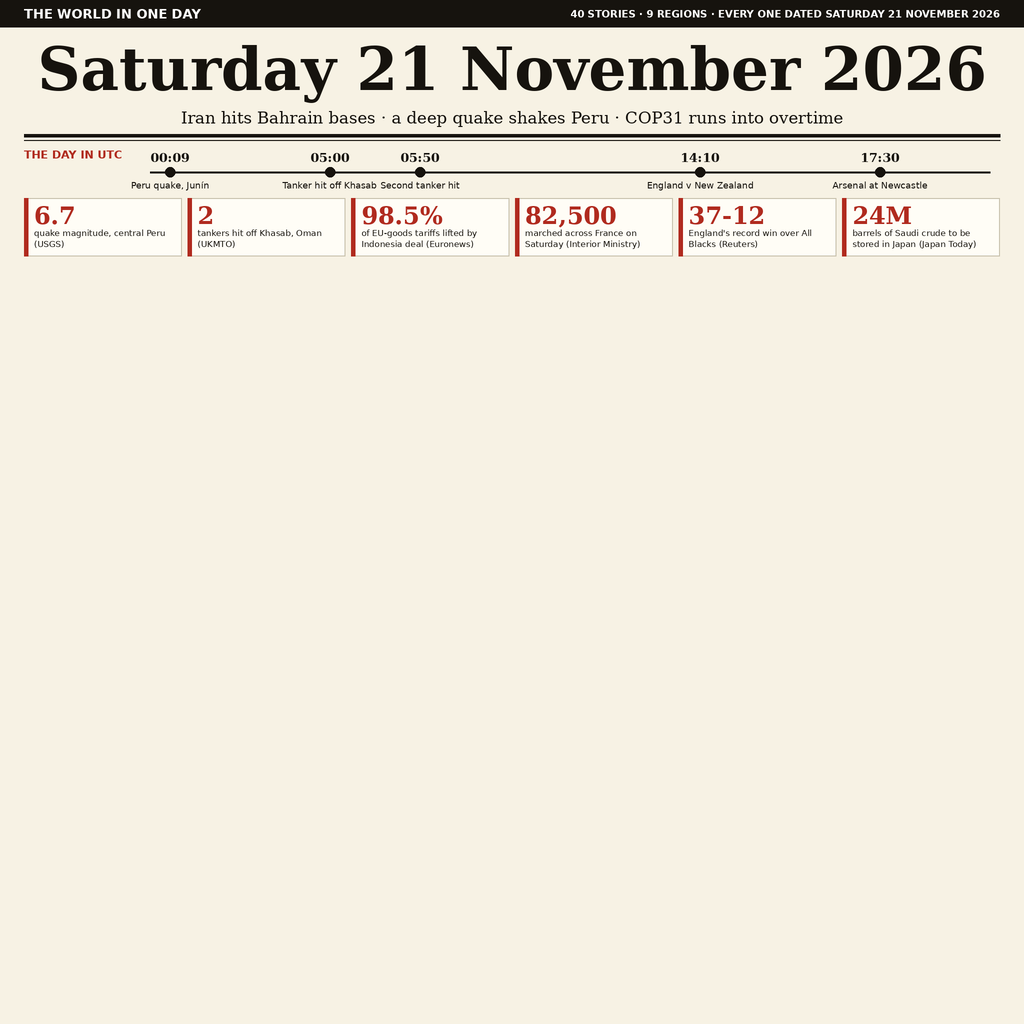 THE WORLD IN ONE DAY
40 STORIES · 9 REGIONS · EVERY ONE DATED SATURDAY 21 NOVEMBER 2026
Saturday 21 November 2026
Iran hits Bahrain bases · a deep quake shakes Peru · COP31 runs into overtime
THE DAY IN UTC
00:09
05:00
05:50
14:10
17:30
Peru quake, Junín
Tanker hit off Khasab
Second tanker hit
England v New Zealand
Arsenal at Newcastle
6.7
quake magnitude, central Peru
(USGS)
2
tankers hit off Khasab, Oman
(UKMTO)
98.5%
of EU-goods tariffs lifted by
Indonesia deal (Euronews)
82,500
marched across France on
Saturday (Interior Ministry)
37-12
England's record win over All
Blacks (Reuters)
24M
barrels of Saudi crude to be
stored in Japan (Japan Today)